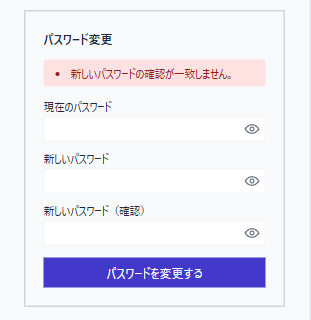 パスワード変更
• 新しいパスワードの確認が一致しません。
現在のパスワード
新しいパスワード
新しいパスワード（確認）
パスワードを変更する